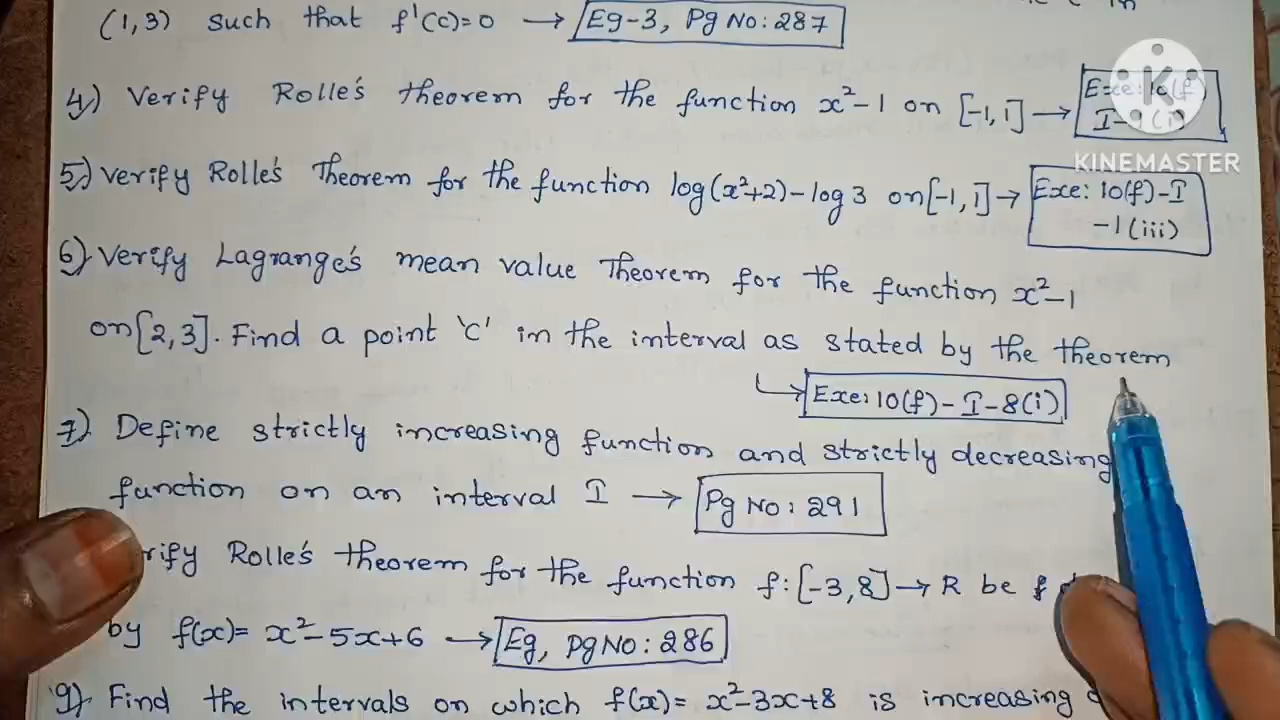 (1,3) such that f'(c)=0 → Eg-3, Pg No: 287
4) Verify Rolle's theorem for the function x²-1 on [-1,1] → Exe: 10(f)
I-1(i)
KINEMASTER
5) Verify Rolle's Theorem for the function log(x²+2)-log 3 on [-1,1] → Exe: 10(f)-I
-1(iii)
6) Verify Lagrange's mean value Theorem for the function x²-1
on [2,3]. Find a point 'c' in the interval as stated by the theorem
→ Exe: 10(f)-I-8(i)
7) Define strictly increasing function and strictly decreasing
function on an interval I → Pg No: 291
rify Rolle's theorem for the function f: [-3,8] → R be f
by f(x)= x²-5x+6 → Eg, Pg No: 286
9) Find the intervals on which f(x)= x²-3x+8 is increasing